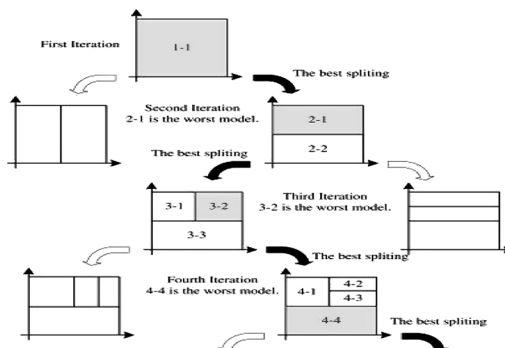 First Iteration
1-1
The best spliting
Second Iteration
2-1 is the worst model.
2-1
2-2
The best spliting
3-1
3-2
3-3
Third Iteration
3-2 is the worst model.
The best spliting
Fourth Iteration
4-4 is the worst model.
4-1
4-2
4-3
4-4
The best spliting